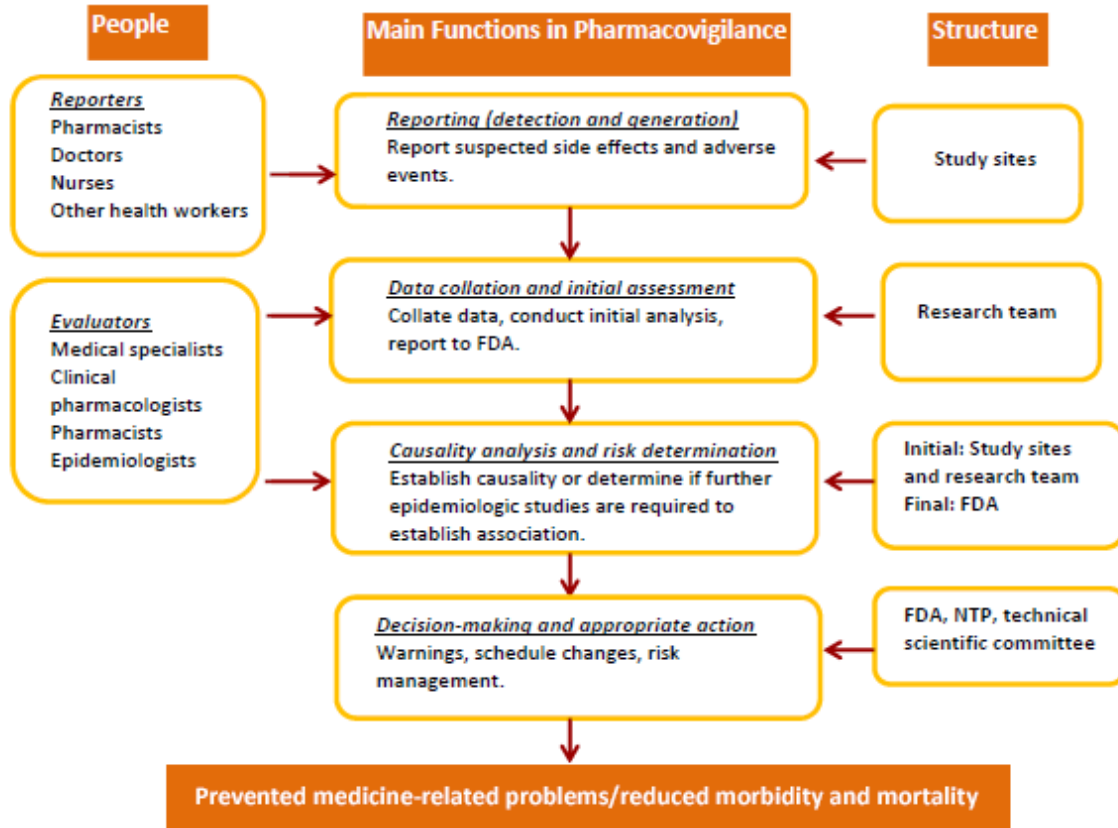 People
Main Functions in Pharmacovigilance
Structure
Reporters
Pharmacists
Doctors
Nurses
Other health workers
Reporting (detection and generation)
Report suspected side effects and adverse
events.
Study sites
Evaluators
Medical specialists
Clinical
pharmacologists
Pharmacists
Epidemiologists
Data collation and initial assessment
Collate data, conduct initial analysis,
report to FDA.
Research team
Causality analysis and risk determination
Establish causality or determine if further
epidemiologic studies are required to
establish association.
Initial: Study sites
and research team
Final: FDA
Decision-making and appropriate action
Warnings, schedule changes, risk
management.
FDA, NTP, technical
scientific committee
Prevented medicine-related problems/reduced morbidity and mortality